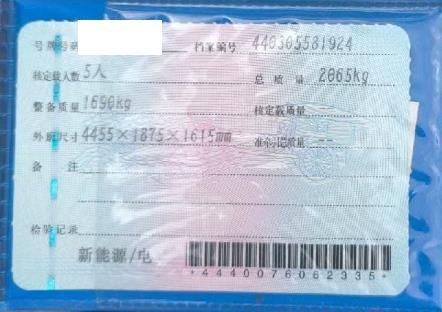 号牌号码 档案编号 440305581924
核定载人数 5人 总质量 2065kg
整备质量 1690kg 核定载质量
外廓尺寸 4455×1875×1615mm 准牵引总质量 --
备注
检验记录
新能源/电
*4440076062335*